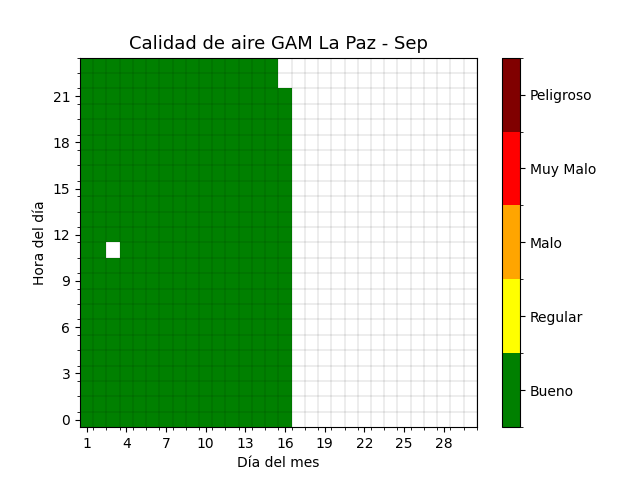 Calidad de aire GAM La Paz - Sep
Hora del día
21
18
15
12
9
6
3
0
1 4 7 10 13 16 19 22 25 28
Día del mes
Peligroso
Muy Malo
Malo
Regular
Bueno